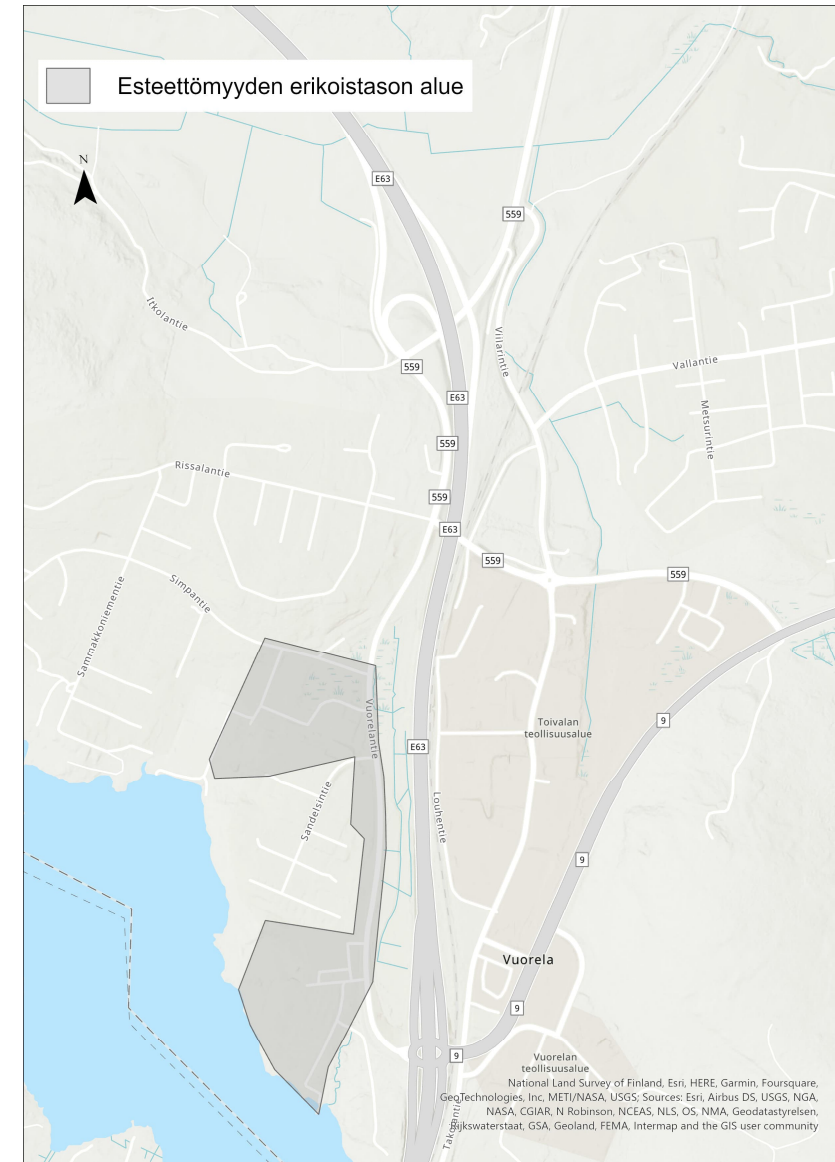 Esteettömyyden erikoistason alue
N
E63
559
Itkolantie
Viilarintie
559
Vallantie
E63
Metsurintie
559
Rissalantie
559
E63
559
559
Simpantie
Sammakkoniementie
Vuorelantie
9
Toivalan
teollisuusalue
E63
Sandelsintie
Louhentie
9
Vuorela
9
9
Vuorelan
teollisuusalue
National Land Survey of Finland, Esri, HERE, Garmin, Foursquare,
GeoTechnologies, Inc, METI/NASA, USGS; Sources: Esri, Airbus DS, USGS, NGA,
NASA, CGIAR, N Robinson, NCEAS, NLS, OS, NMA, Geodatastyrelsen,
Rijkswaterstaat, GSA, Geoland, FEMA, Intermap and the GIS user community